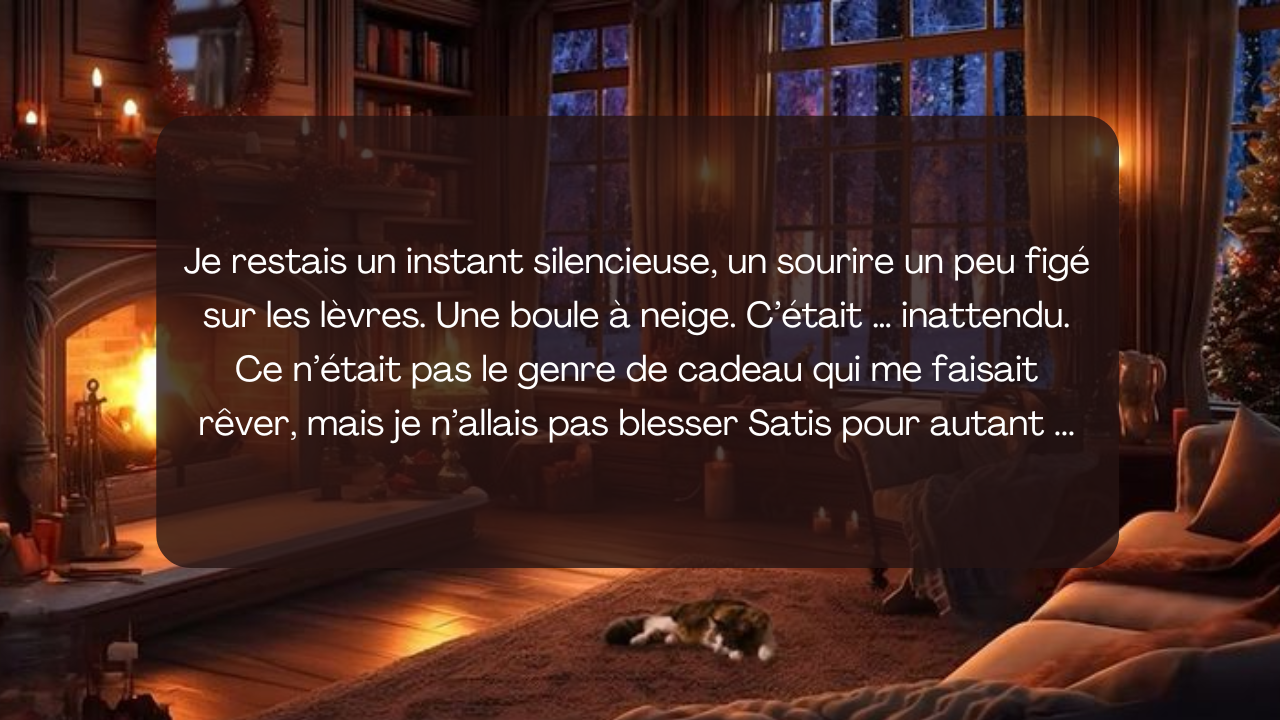 Je restais un instant silencieuse, un sourire un peu figé
sur les lèvres. Une boule à neige. C’était ... inattendu.
Ce n’était pas le genre de cadeau qui me faisait
rêver, mais je n’allais pas blesser Satis pour autant ...